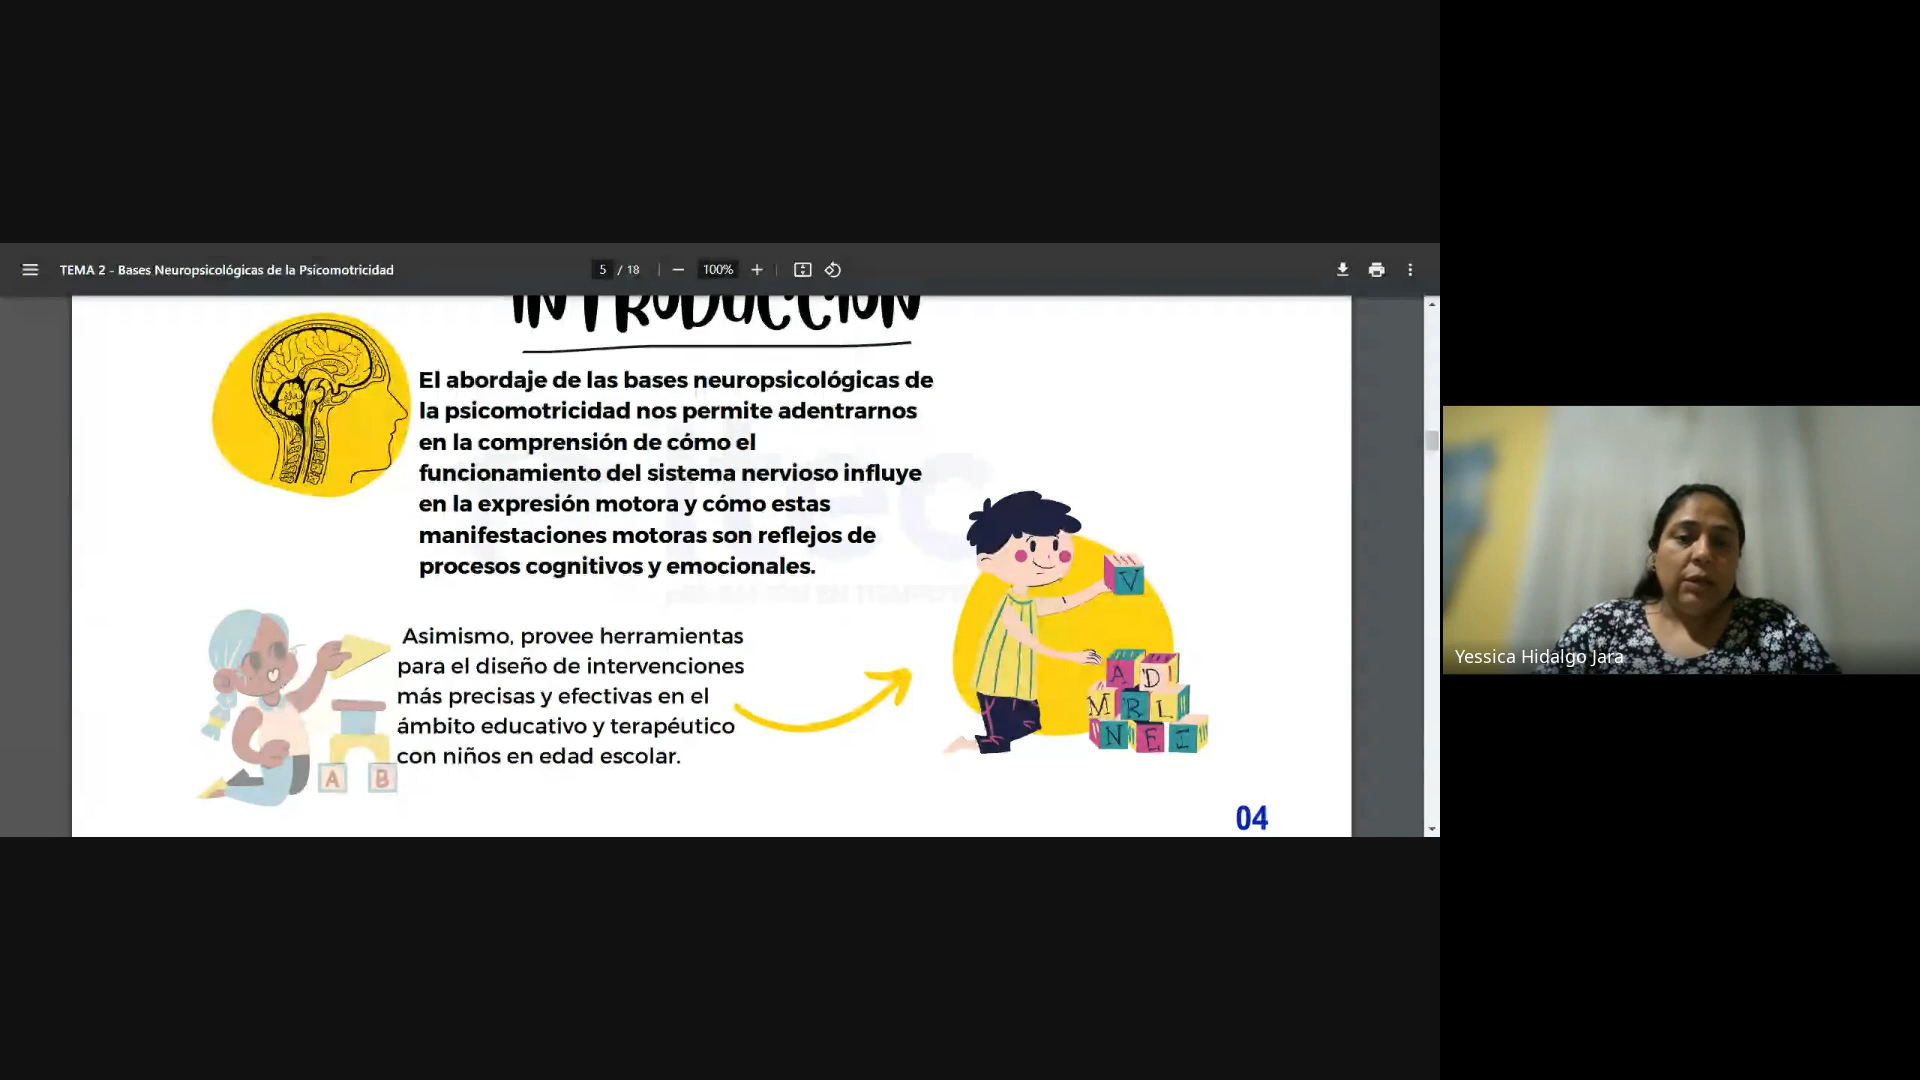 TEMA 2 - Bases Neuropsicológicas de la Psicomotricidad
5 / 18
100%
INTRODUCCIÓN
El abordaje de las bases neuropsicológicas de
la psicomotricidad nos permite adentrarnos
en la comprensión de cómo el
funcionamiento del sistema nervioso influye
en la expresión motora y cómo estas
manifestaciones motoras son reflejos de
procesos cognitivos y emocionales.
Asimismo, provee herramientas
para el diseño de intervenciones
más precisas y efectivas en el
ámbito educativo y terapéutico
con niños en edad escolar.
A B
V
A D
M R L
N E I
04
Yessica Hidalgo Jara